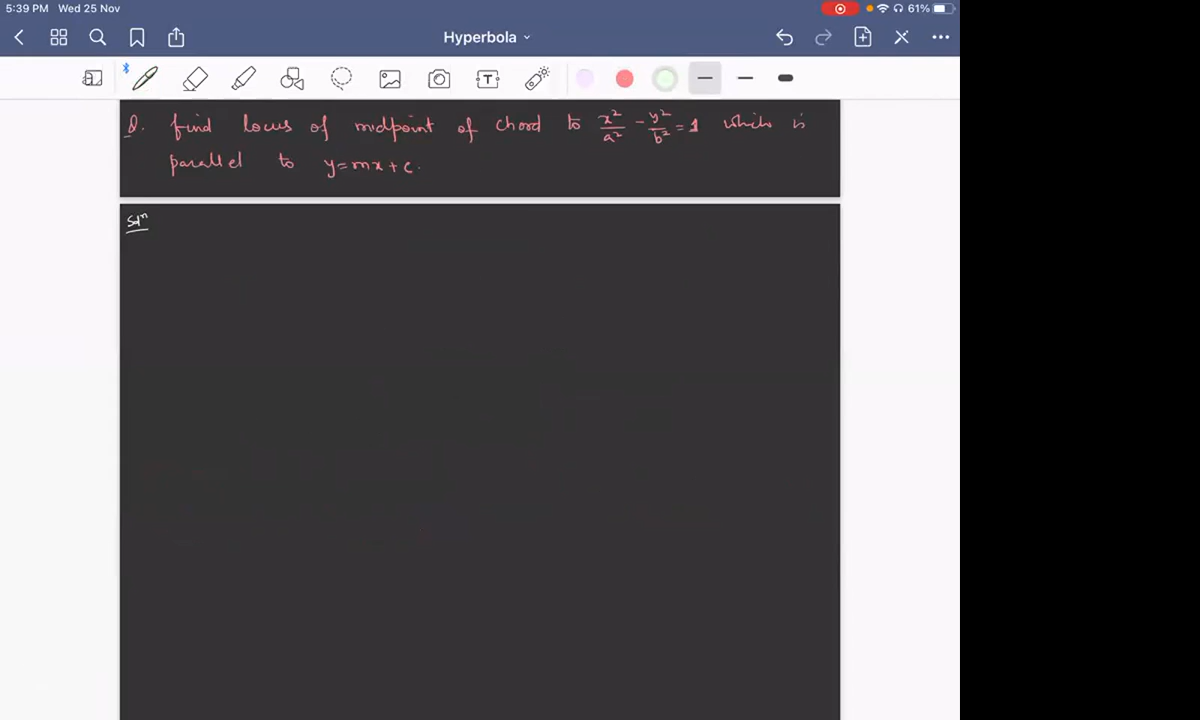 5:39 PM Wed 25 Nov
61%
Hyperbola
T
Q. find locus of midpoint of chord to x²/a² - y²/b² = 1 which is
parallel to y=mx+c.
Solⁿ